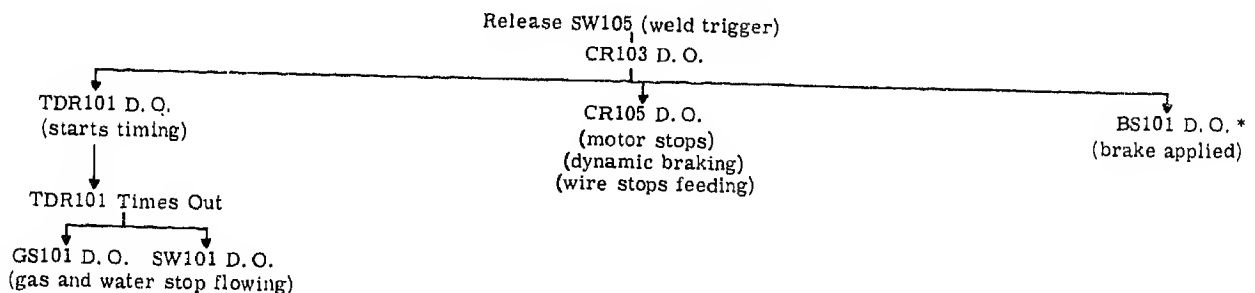 Release SW105 (weld trigger)
CR103 D. O.
TDR101 D. O.
(starts timing)
CR105 D. O.
(motor stops)
(dynamic braking)
(wire stops feeding)
BS101 D. O. *
(brake applied)
TDR101 Times Out
GS101 D. O. SW101 D. O.
(gas and water stop flowing)